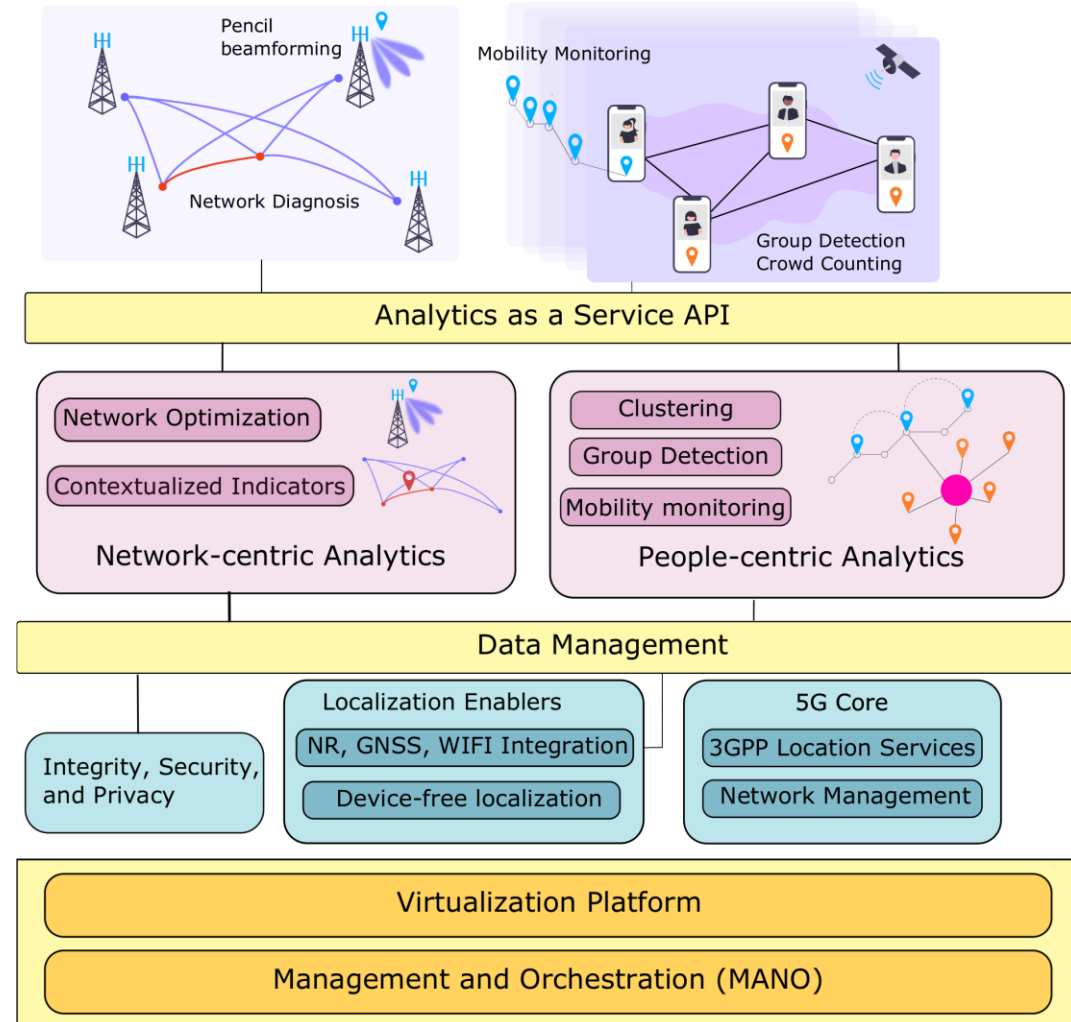 Pencil
beamforming
Network Diagnosis
Mobility Monitoring
Group Detection
Crowd Counting
Analytics as a Service API
Network Optimization
Contextualized Indicators
Network-centric Analytics
Clustering
Group Detection
Mobility monitoring
People-centric Analytics
Data Management
Integrity, Security,
and Privacy
Localization Enablers
NR, GNSS, WIFI Integration
Device-free localization
5G Core
3GPP Location Services
Network Management
Virtualization Platform
Management and Orchestration (MANO)